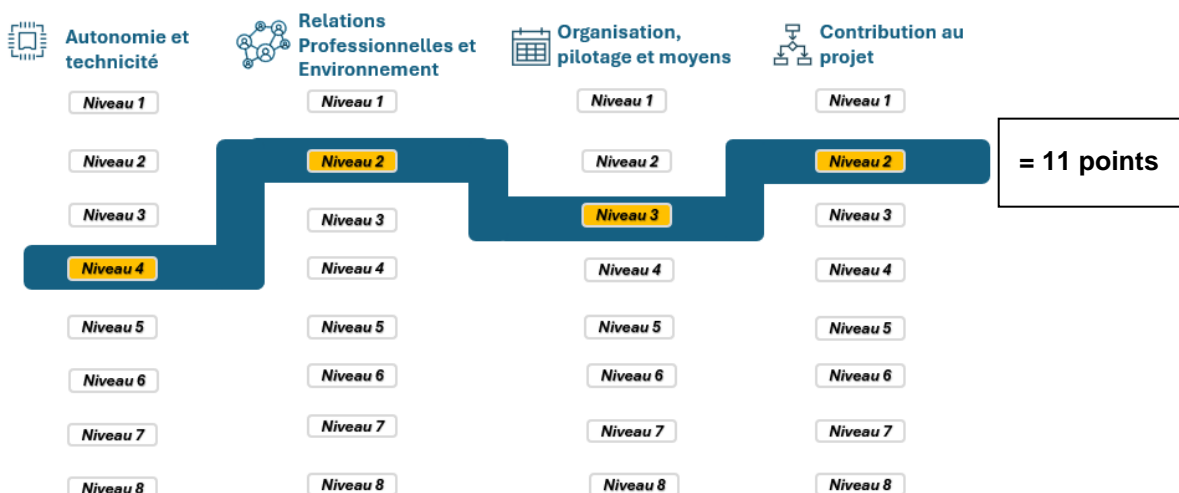 Autonomie et
technicité
Relations
Professionnelles et
Environnement
Organisation,
pilotage et moyens
Contribution au
projet
Niveau 1
Niveau 1
Niveau 1
Niveau 1
Niveau 2
Niveau 2
Niveau 2
Niveau 2
= 11 points
Niveau 3
Niveau 3
Niveau 3
Niveau 3
Niveau 4
Niveau 4
Niveau 4
Niveau 4
Niveau 5
Niveau 5
Niveau 5
Niveau 5
Niveau 6
Niveau 6
Niveau 6
Niveau 6
Niveau 7
Niveau 7
Niveau 7
Niveau 7
Niveau 8
Niveau 8
Niveau 8
Niveau 8